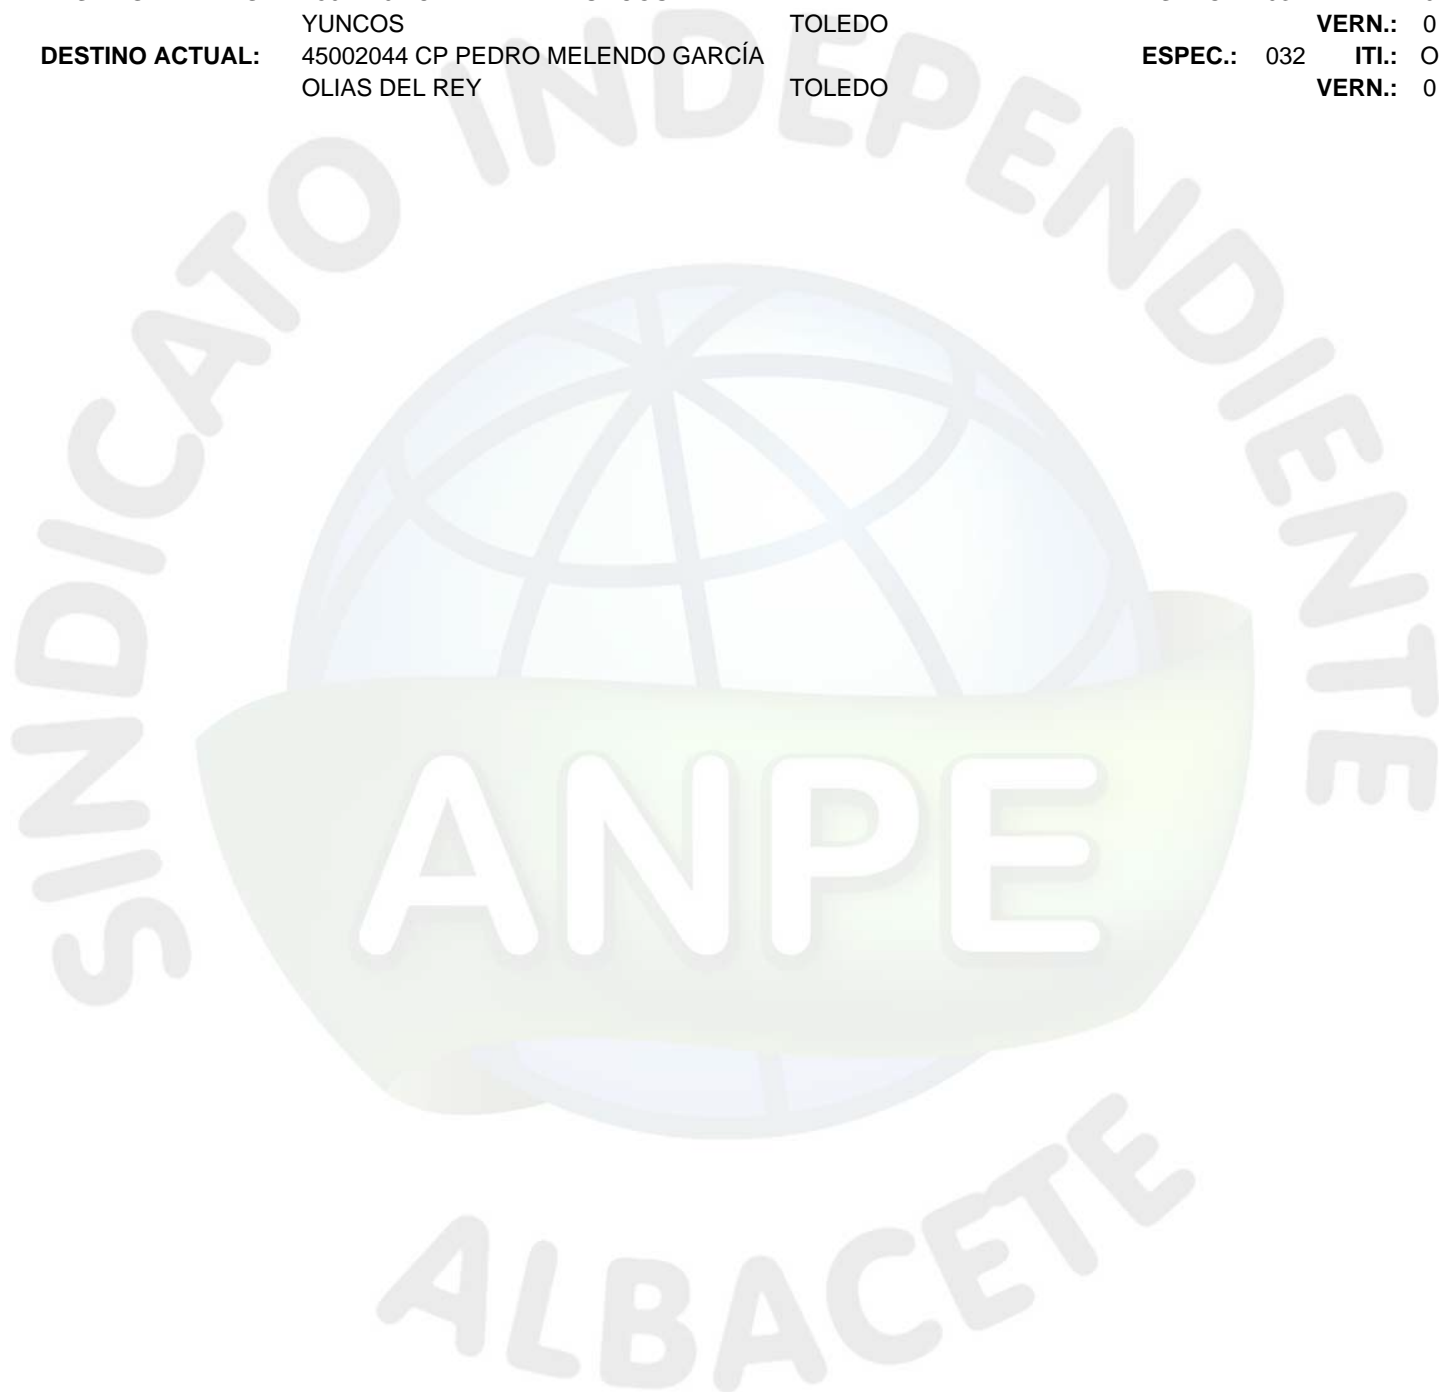 YUNCOS TOLEDO VERN.: 0
DESTINO ACTUAL: 45002044 CP PEDRO MELENDO GARCÍA ESPEC.: 032 ITI.: O
OLIAS DEL REY TOLEDO VERN.: 0
SINDICATO INDEPENDIENTE
ANPE
ALBACETE